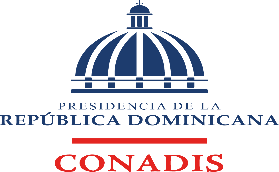 PRESIDENCIA DE LA
REPÚBLICA DOMINICANA
CONADIS